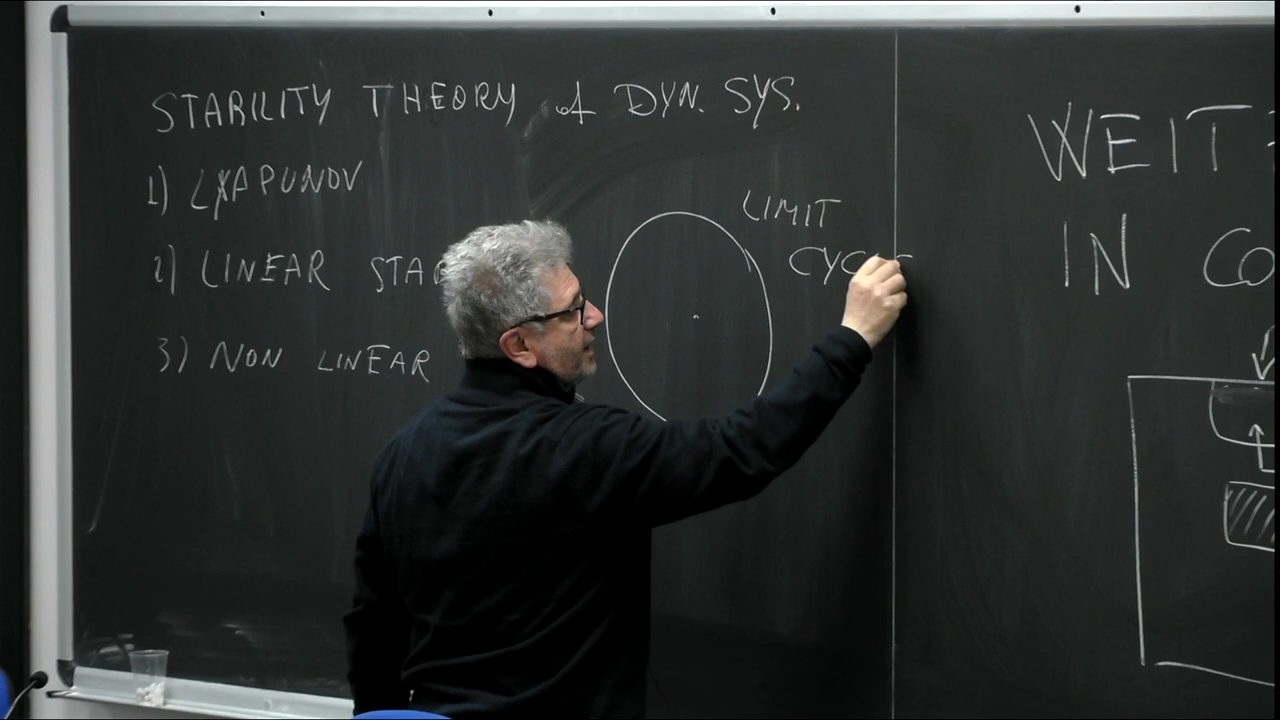 STABILITY THEORY of DYN. SYS.
1) LYAPUNOV
2) LINEAR
3) NON LINEAR
LIMIT
WEIT
IN